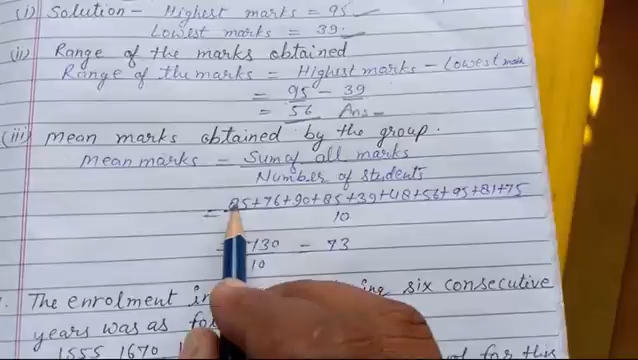 (i) Solution - Highest marks = 95
Lowest marks = 39.
(ii) Range of the marks obtained
Range of the marks = Highest marks - Lowest mark
= 95 - 39
= 56 Ans -
(iii) Mean marks obtained by the group.
Mean marks = Sum of all marks
Number of students
= 85+76+90+85+39+48+56+95+81+75
10
= 730 = 73
10
The enrolment in six consecutive
years was as
1555 1670 for this